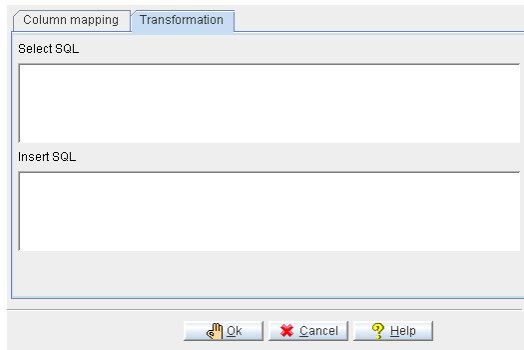 Column mapping Transformation
Select SQL
Insert SQL
Ok Cancel Help